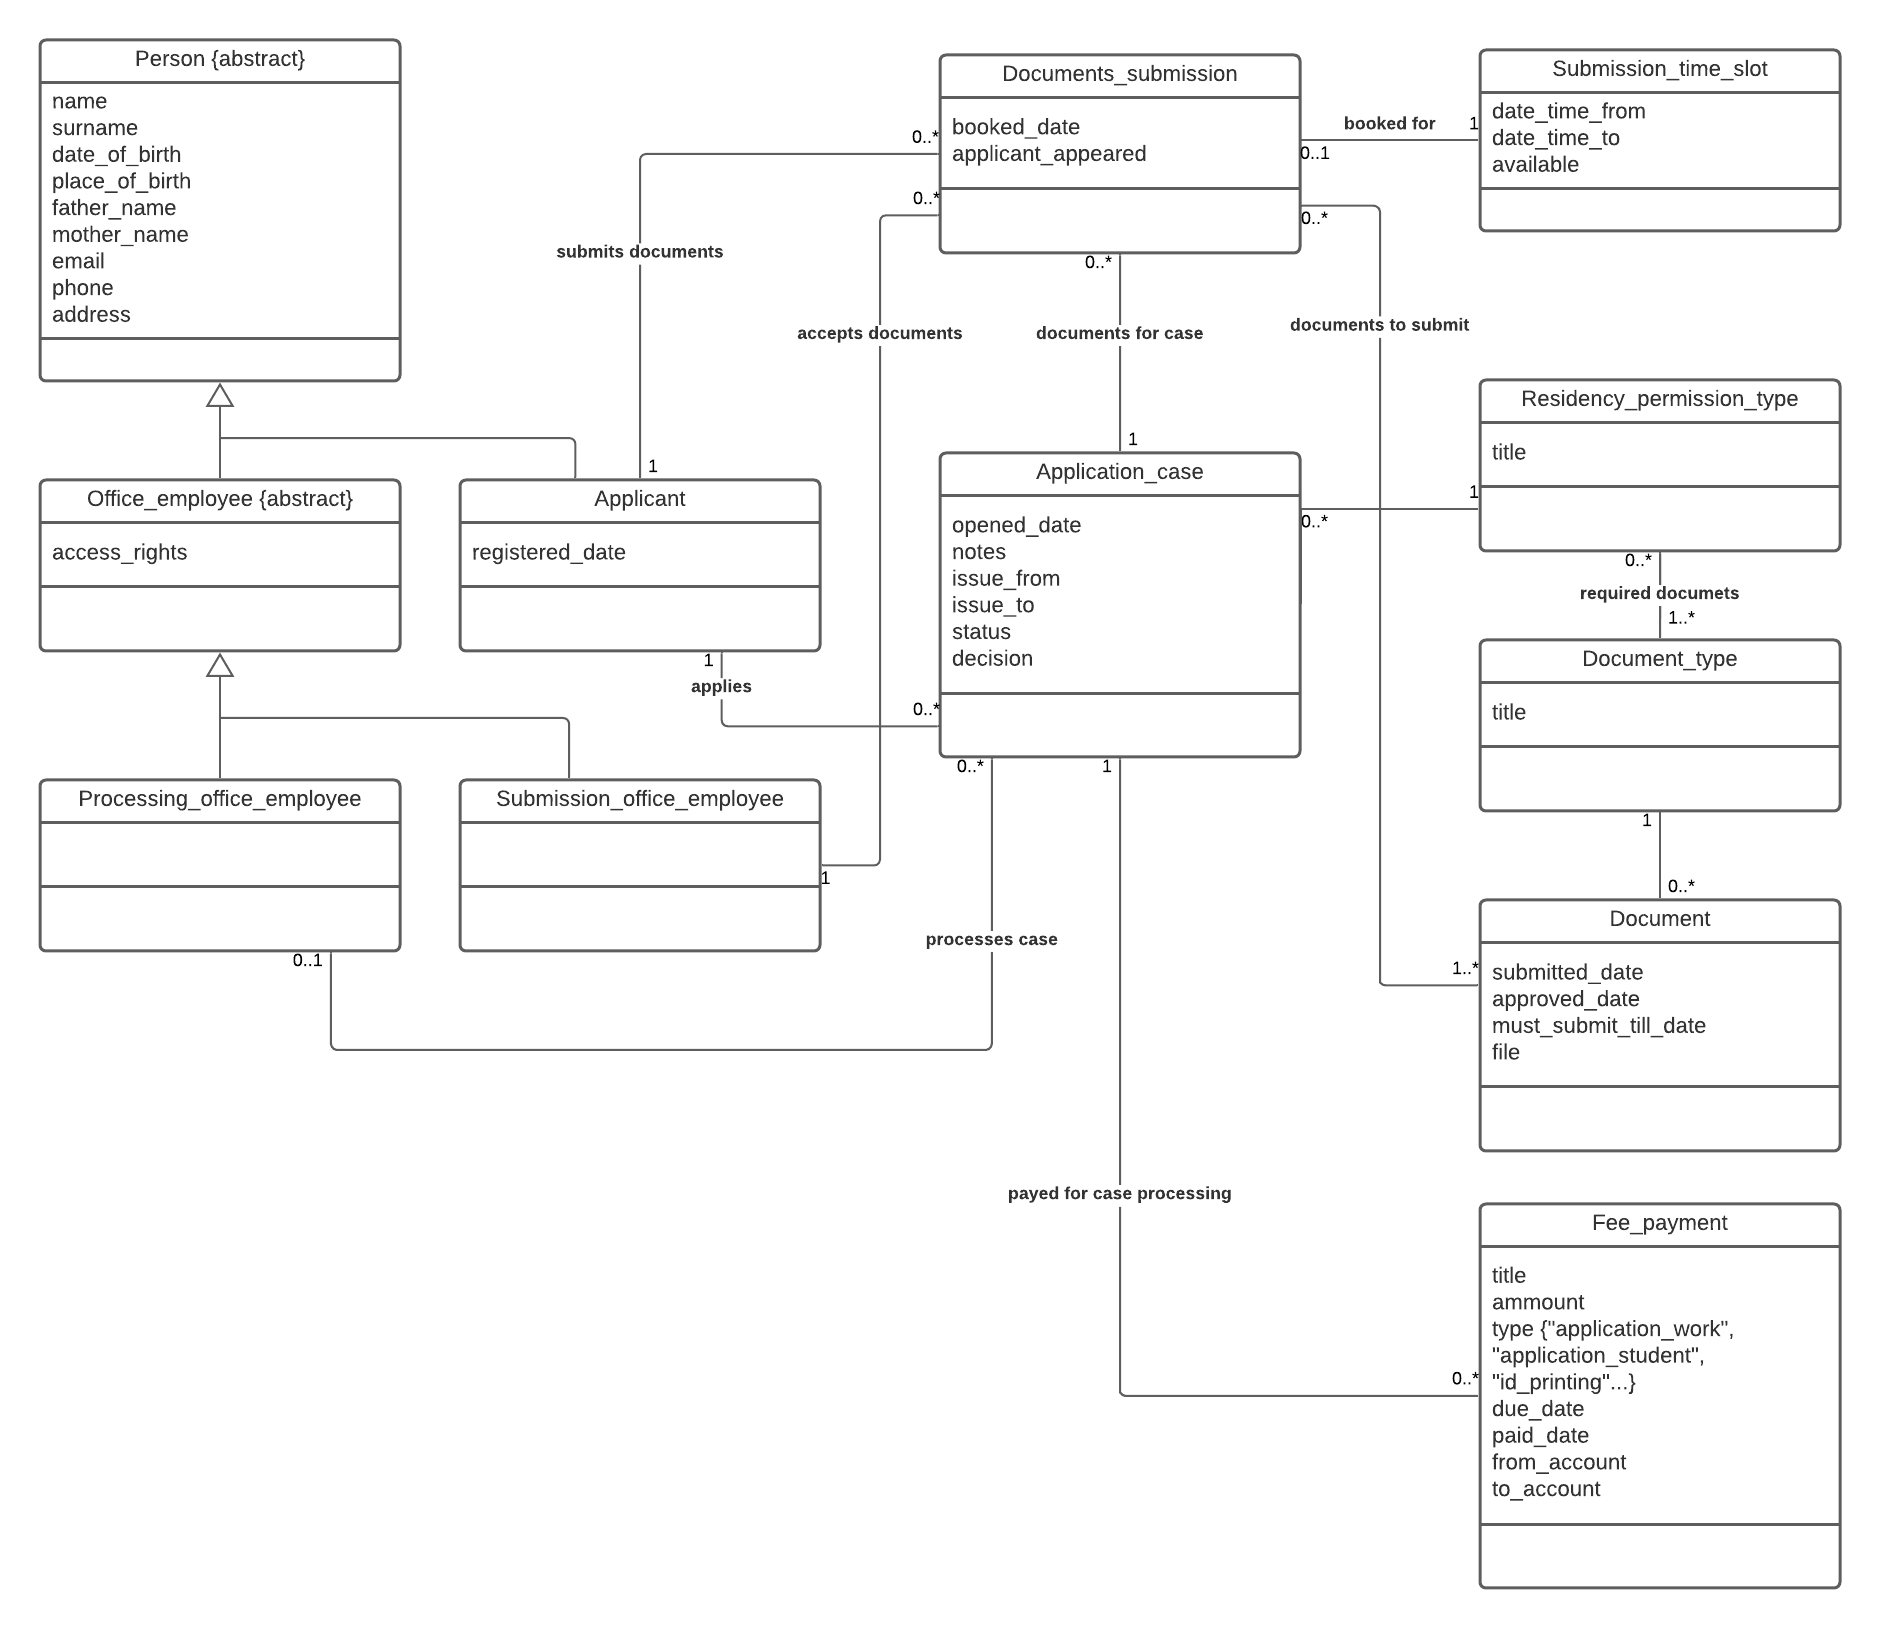 Person {abstract}
name
surname
date_of_birth
place_of_birth
father_name
mother_name
email
phone
address
Documents_submission
booked_date
applicant_appeared
Submission_time_slot
date_time_from
date_time_to
available
booked for
1
0..1
0..*
0..*
0..*
0..*
submits documents
accepts documents
documents for case
documents to submit
1
1
Office_employee {abstract}
access_rights
Applicant
registered_date
Application_case
opened_date
notes
issue_from
issue_to
status
decision
Residency_permission_type
title
1
0..*
0..*
required documets
1..*
Document_type
title
1
applies
0..*
0..*
1
Processing_office_employee
Submission_office_employee
1
0..1
processes case
1
0..*
Document
submitted_date
approved_date
must_submit_till_date
file
1..*
payed for case processing
0..*
Fee_payment
title
ammount
type {"application_work",
"application_student",
"id_printing"...}
due_date
paid_date
from_account
to_account